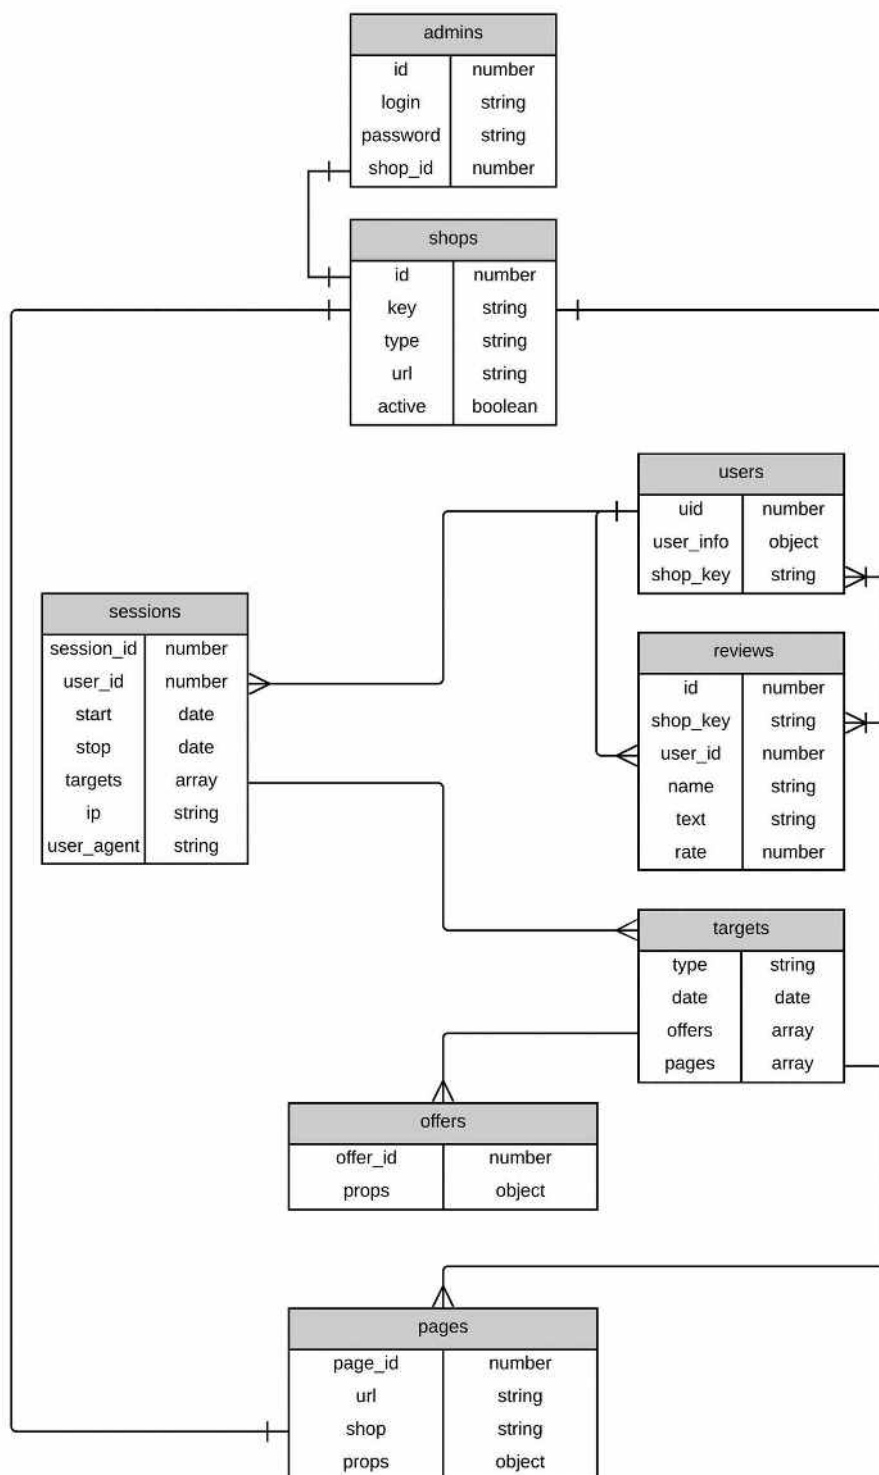 admins
id number
login string
password string
shop_id number
shops
id number
key string
type string
url string
active boolean
users
uid number
user_info object
shop_key string
sessions
session_id number
user_id number
start date
stop date
targets array
ip string
user_agent string
reviews
id number
shop_key string
user_id number
name string
text string
rate number
targets
type string
date date
offers array
pages array
offers
offer_id number
props object
pages
page_id number
url string
shop string
props object